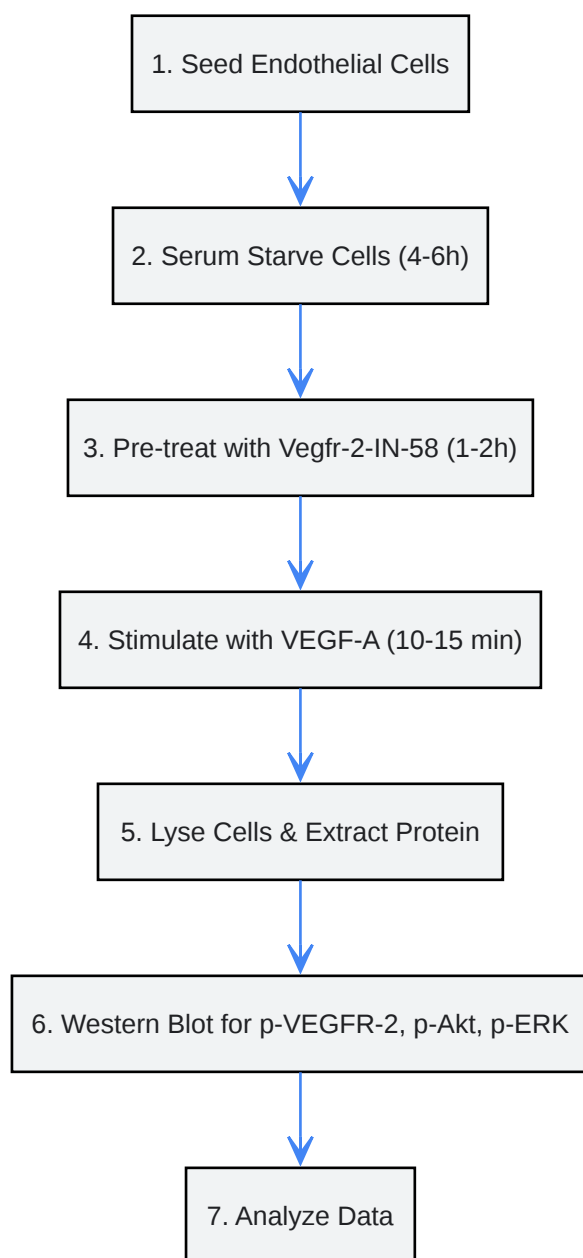 1. Seed Endothelial Cells
2. Serum Starve Cells (4-6h)
3. Pre-treat with Vegfr-2-IN-58 (1-2h)
4. Stimulate with VEGF-A (10-15 min)
5. Lyse Cells & Extract Protein
6. Western Blot for p-VEGFR-2, p-Akt, p-ERK
7. Analyze Data